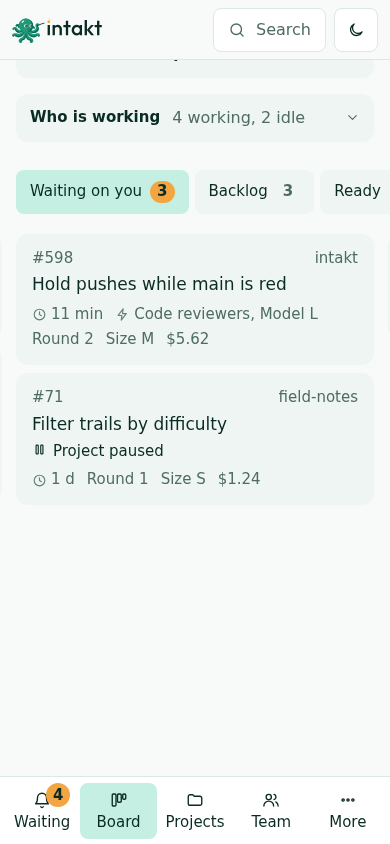 intakt
Search
Who is working 4 working, 2 idle
Waiting on you 3 Backlog 3 Ready
#598 intakt
Hold pushes while main is red
11 min Code reviewers, Model L
Round 2 Size M $5.62
#71 field-notes
Filter trails by difficulty
Project paused
1 d Round 1 Size S $1.24
4
Waiting Board Projects Team More